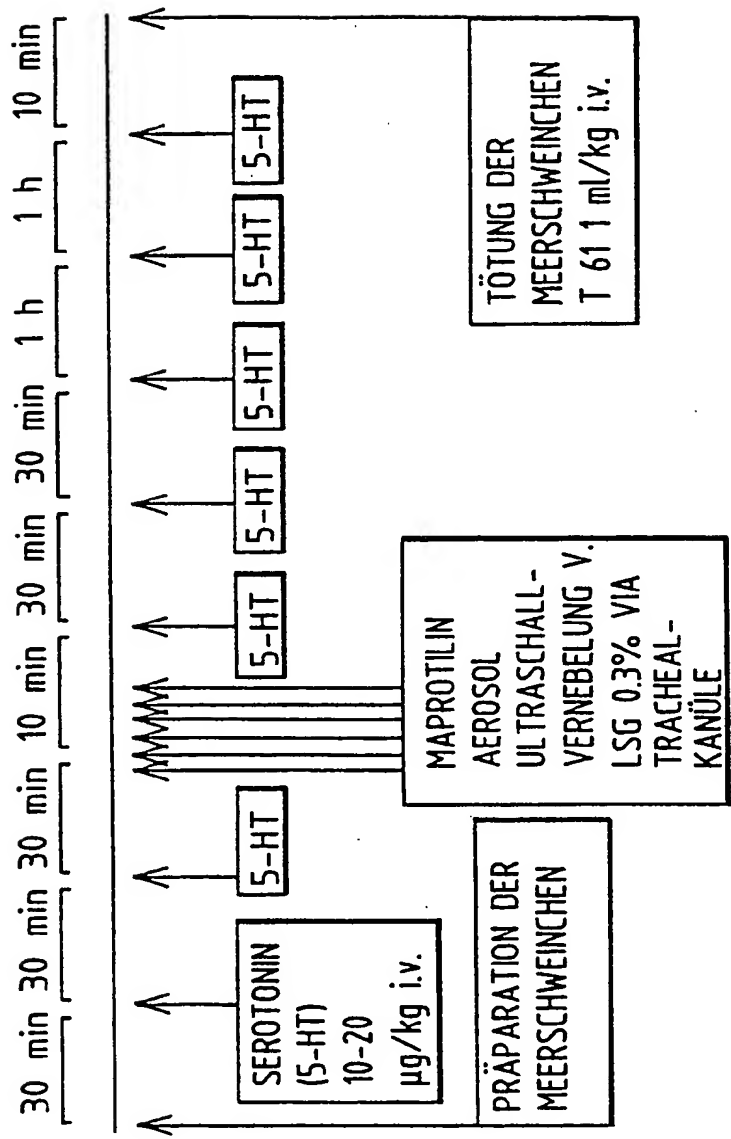 30 min
30 min
30 min
10 min
30 min
30 min
1 h
1 h
10 min
SEROTONIN
(5-HT)
10-20
µg/kg i.v.
5-HT
5-HT
5-HT
5-HT
5-HT
5-HT
PRÄPARATION DER
MEERSCHWEINCHEN
MAPROTILIN
AEROSOL
ULTRASCHALL-
VERNEBELUNG V.
LSG 0.3% VIA
TRACHEAL-
KANÜLE
TÖTUNG DER
MEERSCHWEINCHEN
T 61 1 ml/kg i.v.